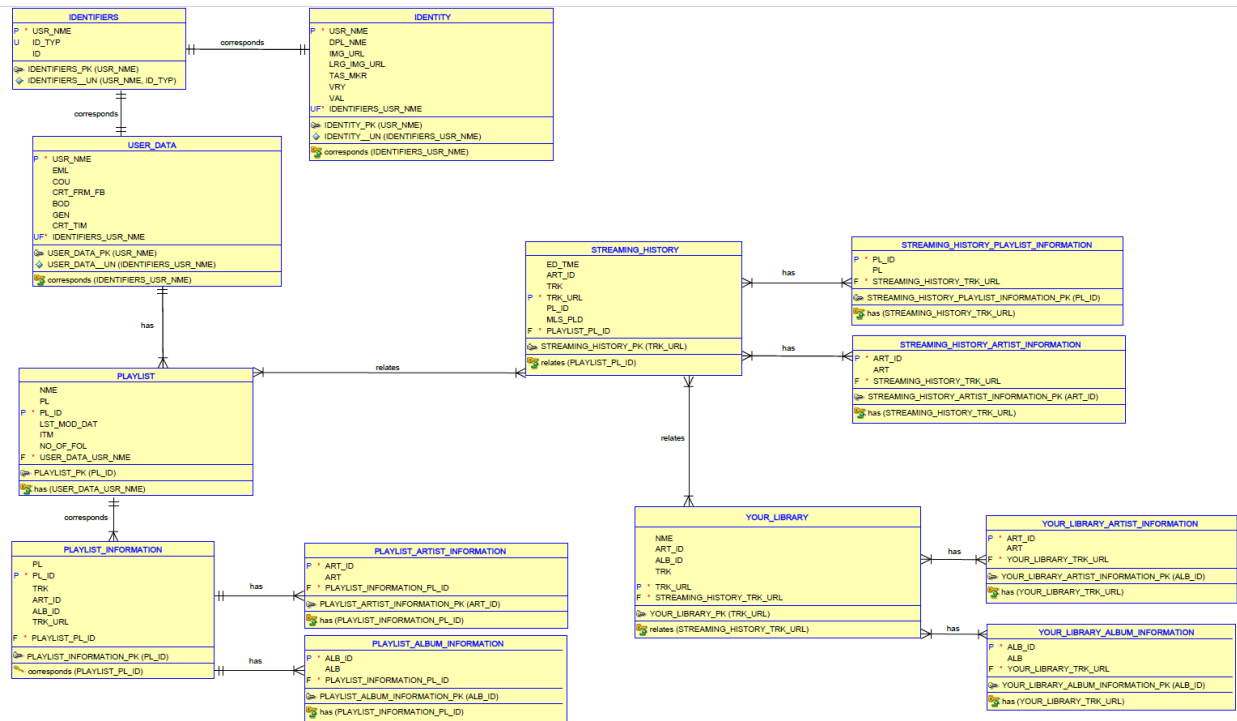 IDENTIFIERS
P * USR_NME
U ID_TYP
ID
IDENTIFIERS_PK (USR_NME)
IDENTIFIERS__UN (USR_NME, ID_TYP)
corresponds
IDENTITY
P * USR_NME
DPL_NME
IMG_URL
LRG_IMG_URL
TAS_MKR
VRY
VAL
UF* IDENTIFIERS_USR_NME
IDENTITY_PK (USR_NME)
IDENTITY__UN (IDENTIFIERS_USR_NME)
corresponds (IDENTIFIERS_USR_NME)
corresponds
USER_DATA
P * USR_NME
EML
COU
CRT_FRM_FB
BOD
GEN
CRT_TIM
UF* IDENTIFIERS_USR_NME
USER_DATA_PK (USR_NME)
USER_DATA__UN (IDENTIFIERS_USR_NME)
corresponds (IDENTIFIERS_USR_NME)
has
STREAMING_HISTORY
ED_TME
ART_ID
TRK
P * TRK_URL
PL_ID
MLS_PLD
F * PLAYLIST_PL_ID
STREAMING_HISTORY_PK (TRK_URL)
relates (PLAYLIST_PL_ID)
has
STREAMING_HISTORY_PLAYLIST_INFORMATION
P * PL_ID
PL
F * STREAMING_HISTORY_TRK_URL
STREAMING_HISTORY_PLAYLIST_INFORMATION_PK (PL_ID)
has (STREAMING_HISTORY_TRK_URL)
has
STREAMING_HISTORY_ARTIST_INFORMATION
P * ART_ID
ART
F * STREAMING_HISTORY_TRK_URL
STREAMING_HISTORY_ARTIST_INFORMATION_PK (ART_ID)
has (STREAMING_HISTORY_TRK_URL)
relates
PLAYLIST
NME
PL
P * PL_ID
LST_MOD_DAT
ITM
NO_OF_FOL
F * USER_DATA_USR_NME
PLAYLIST_PK (PL_ID)
has (USER_DATA_USR_NME)
relates
corresponds
PLAYLIST_INFORMATION
PL
P * PL_ID
TRK
ART_ID
ALB_ID
TRK_URL
F * PLAYLIST_PL_ID
PLAYLIST_INFORMATION_PK (PL_ID)
corresponds (PLAYLIST_PL_ID)
has
PLAYLIST_ARTIST_INFORMATION
P * ART_ID
ART
F * PLAYLIST_INFORMATION_PL_ID
PLAYLIST_ARTIST_INFORMATION_PK (ART_ID)
has (PLAYLIST_INFORMATION_PL_ID)
has
PLAYLIST_ALBUM_INFORMATION
P * ALB_ID
ALB
F * PLAYLIST_INFORMATION_PL_ID
PLAYLIST_ALBUM_INFORMATION_PK (ALB_ID)
has (PLAYLIST_INFORMATION_PL_ID)
YOUR_LIBRARY
NME
ART_ID
ALB_ID
TRK
P * TRK_URL
F * STREAMING_HISTORY_TRK_URL
YOUR_LIBRARY_PK (TRK_URL)
relates (STREAMING_HISTORY_TRK_URL)
has
YOUR_LIBRARY_ARTIST_INFORMATION
P * ART_ID
ART
F * YOUR_LIBRARY_TRK_URL
YOUR_LIBRARY_ARTIST_INFORMATION_PK (ALB_ID)
has (YOUR_LIBRARY_TRK_URL)
has
YOUR_LIBRARY_ALBUM_INFORMATION
P * ALB_ID
ALB
F * YOUR_LIBRARY_TRK_URL
YOUR_LIBRARY_ALBUM_INFORMATION_PK (ALB_ID)
has (YOUR_LIBRARY_TRK_URL)